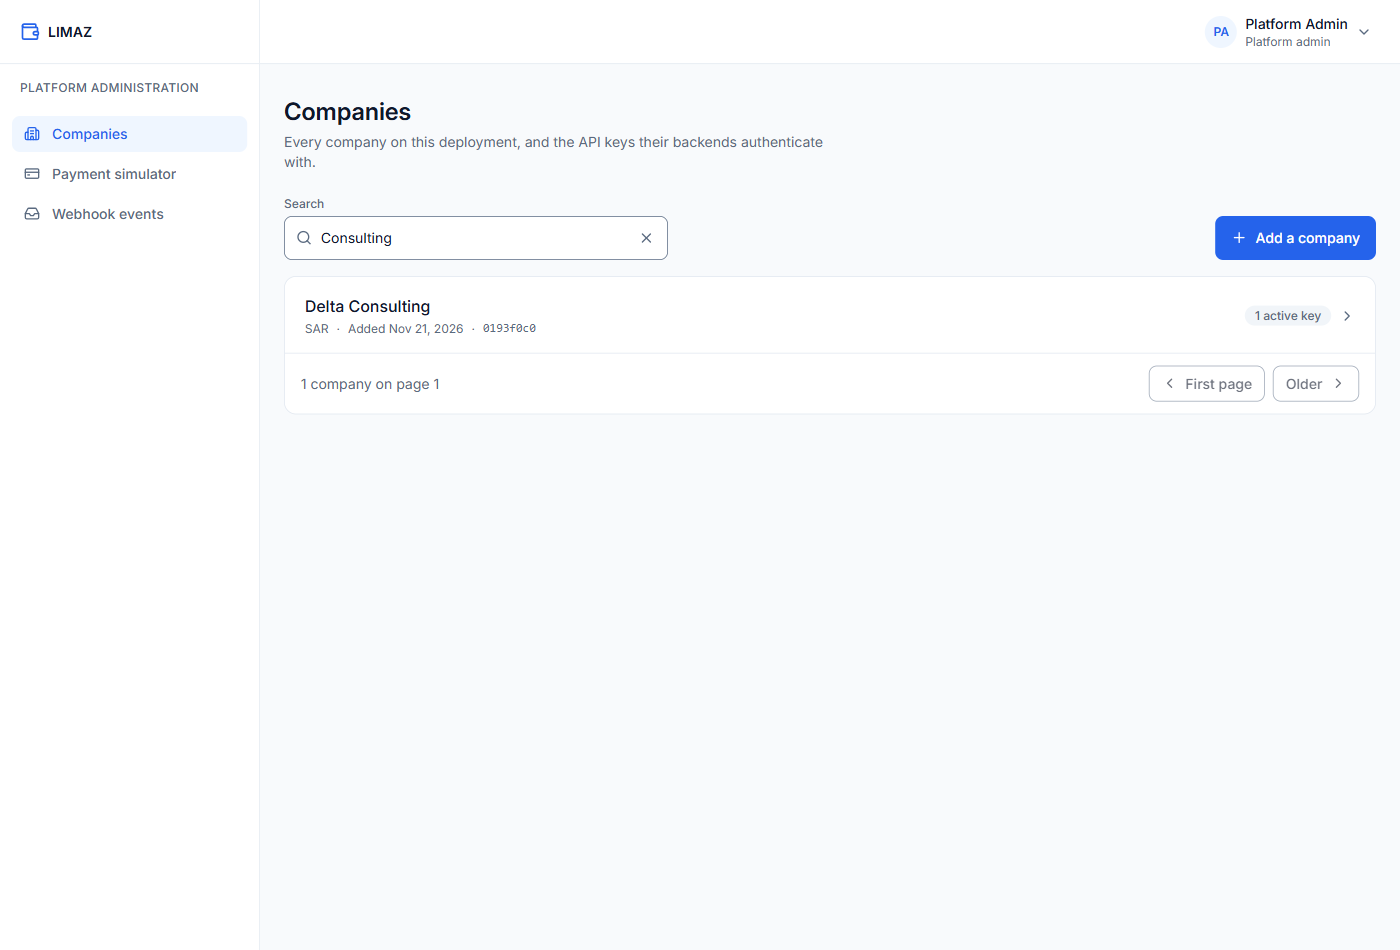 LIMAZ
PA
Platform Admin
Platform admin
PLATFORM ADMINISTRATION
Companies
Payment simulator
Webhook events
Companies
Every company on this deployment, and the API keys their backends authenticate
with.
Search
Consulting
Add a company
Delta Consulting
SAR · Added Nov 21, 2026 · 0193f0c0
1 active key
1 company on page 1
First page
Older